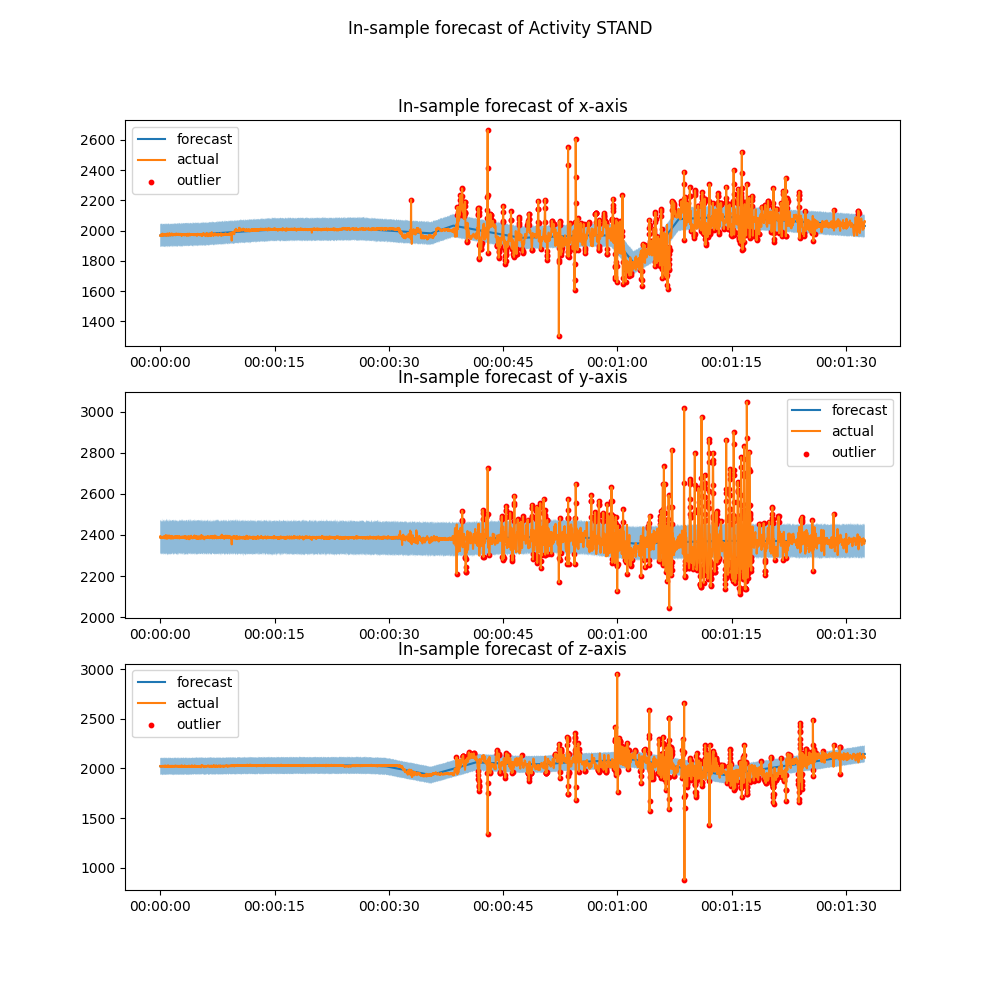 In-sample forecast of Activity STAND
In-sample forecast of x-axis
forecast
actual
outlier
2600
2400
2200
2000
1800
1600
1400
00:00:00 00:00:15 00:00:30 00:00:45 00:01:00 00:01:15 00:01:30
In-sample forecast of y-axis
forecast
actual
outlier
3000
2800
2600
2400
2200
2000
00:00:00 00:00:15 00:00:30 00:00:45 00:01:00 00:01:15 00:01:30
In-sample forecast of z-axis
forecast
actual
outlier
3000
2500
2000
1500
1000
00:00:00 00:00:15 00:00:30 00:00:45 00:01:00 00:01:15 00:01:30